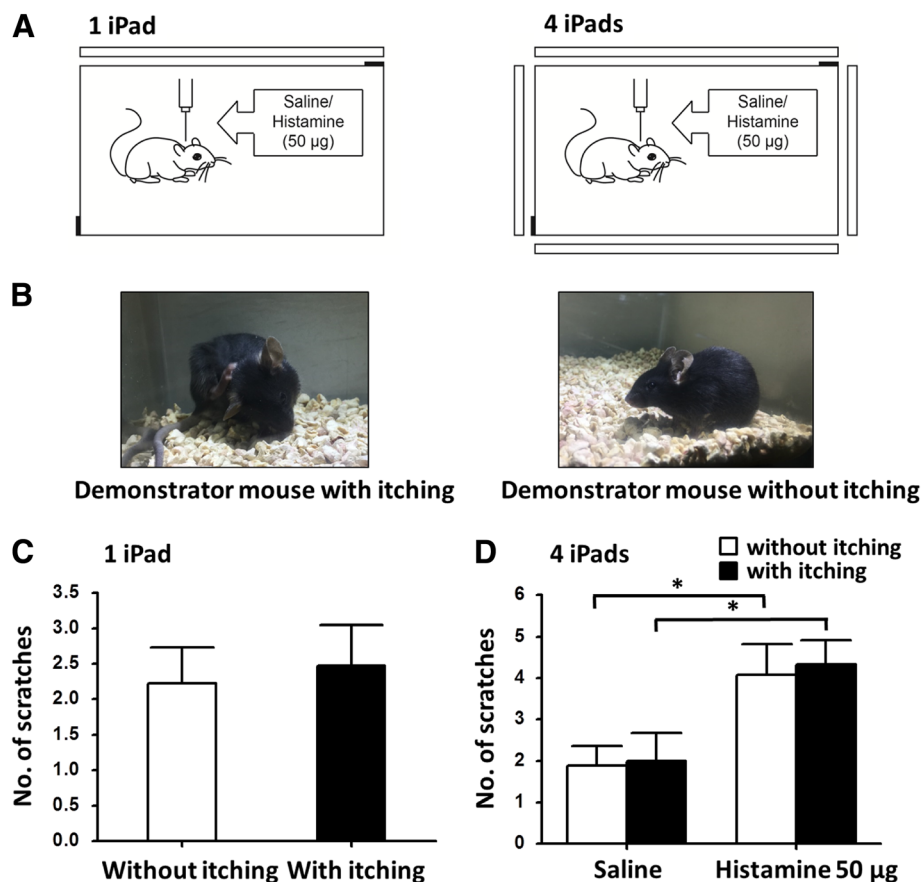 A
1 iPad
4 iPads
Saline/
Histamine
(50 µg)
Saline/
Histamine
(50 µg)
B
Demonstrator mouse with itching
Demonstrator mouse without itching
C
1 iPad
No. of scratches
3.5
3.0
2.5
2.0
1.5
1.0
0.5
0.0
Without itching
With itching
D
4 iPads
without itching
with itching
No. of scratches
6
5
4
3
2
1
0
*
*
Saline
Histamine 50 µg